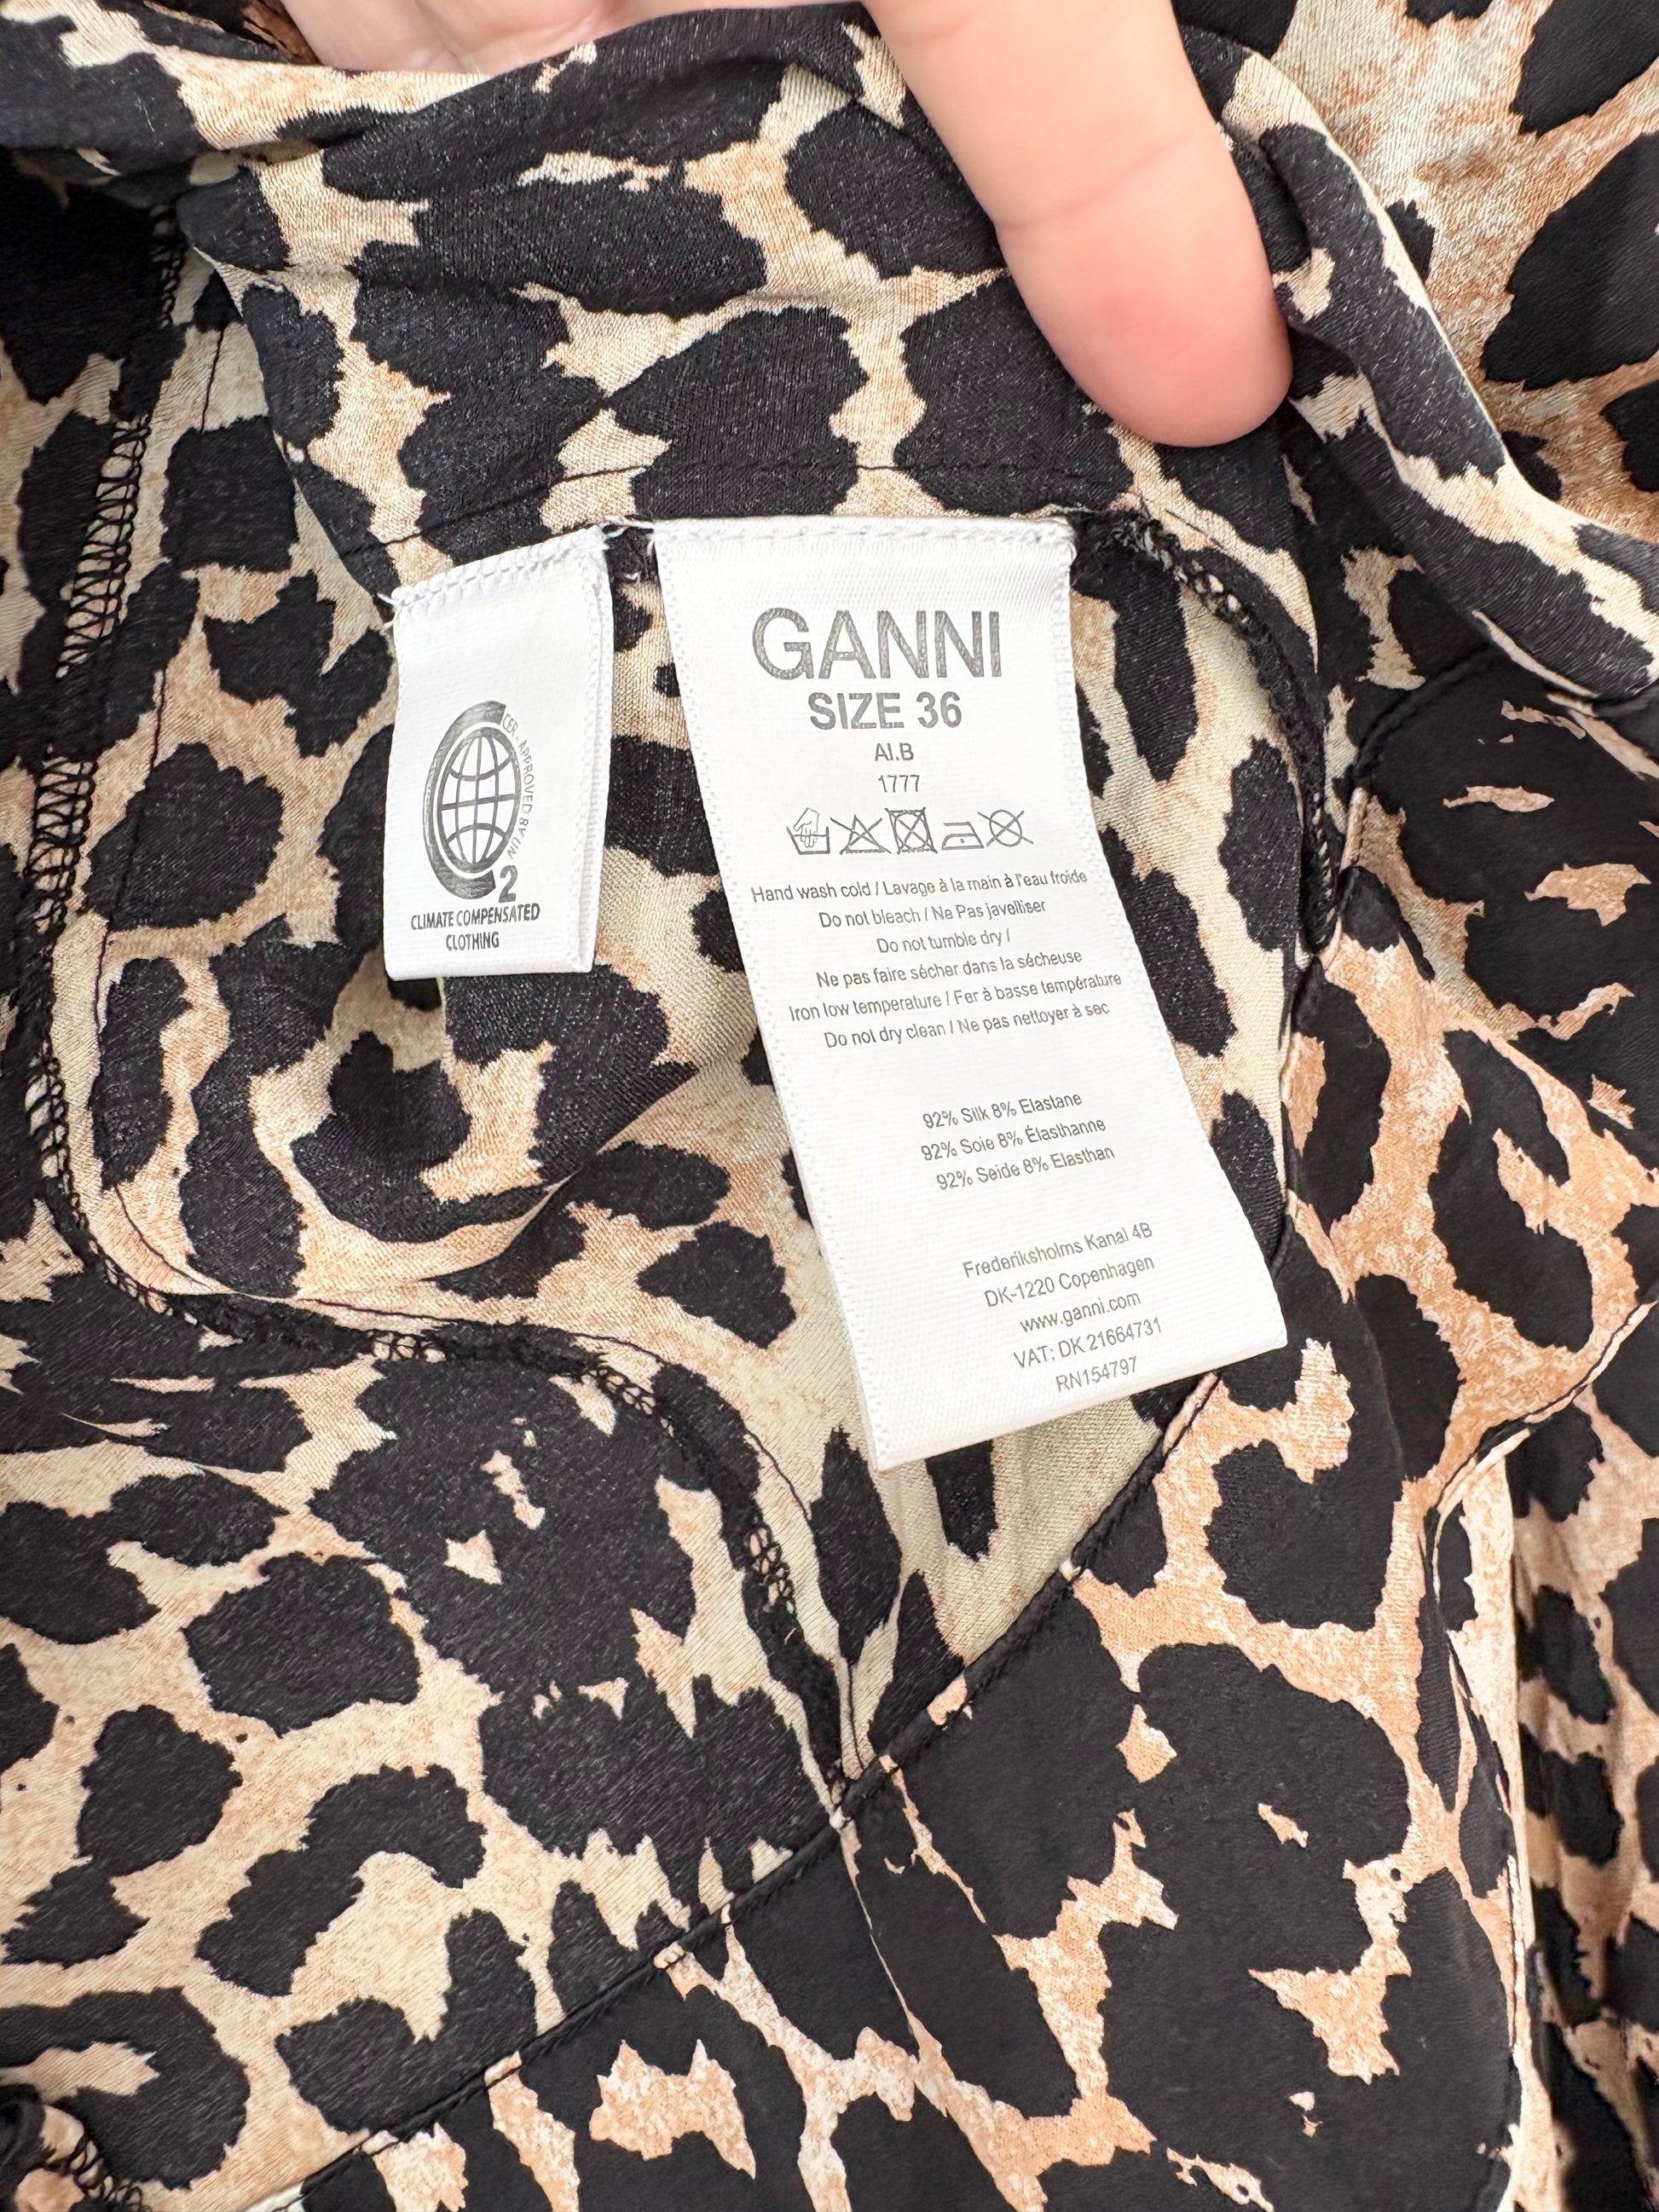 CER - APPROVED BY UN
2
CLIMATE COMPENSATED
CLOTHING
GANNI
SIZE 36
AI.B
1777
Hand wash cold / Lavage à la main à l'eau froide
Do not bleach / Ne Pas javelliser
Do not tumble dry /
Ne pas faire sécher dans la sécheuse
Iron low temperature / Fer à basse température
Do not dry clean / Ne pas nettoyer à sec
92% Silk 8% Elastane
92% Soie 8% Élasthanne
92% Seide 8% Elasthan
Frederiksholms Kanal 4B
DK-1220 Copenhagen
www.ganni.com
VAT; DK 21664731
RN154797